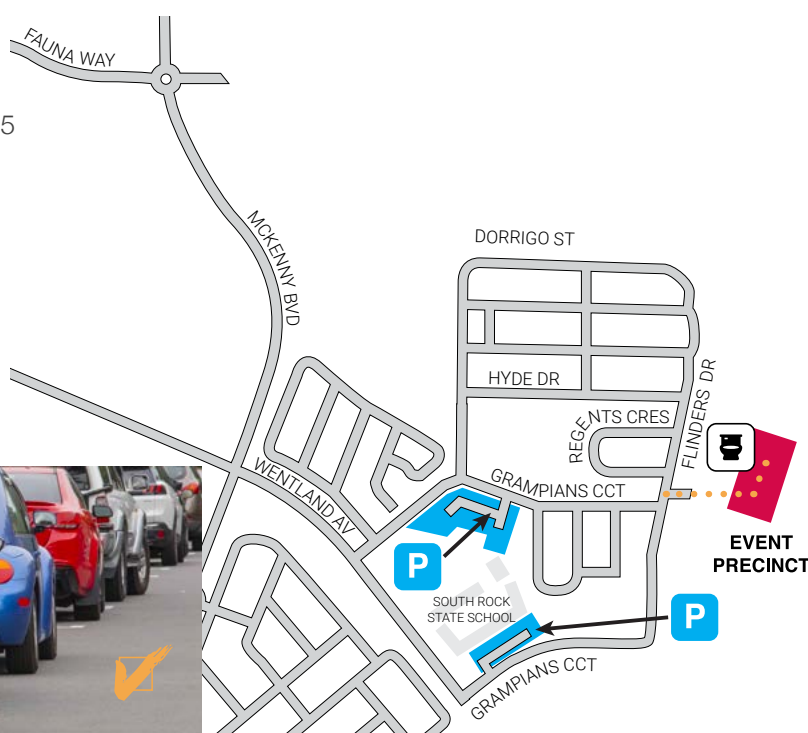 FAUNA WAY
5
MCKENNY BVD
DORRIGO ST
HYDE DR
FLINDERS DR
REGENTS CRES
GRAMPIANS CCT
WENTLAND AV
EVENT
PRECINCT
P
SOUTH ROCK
STATE SCHOOL
P
GRAMPIANS CCT